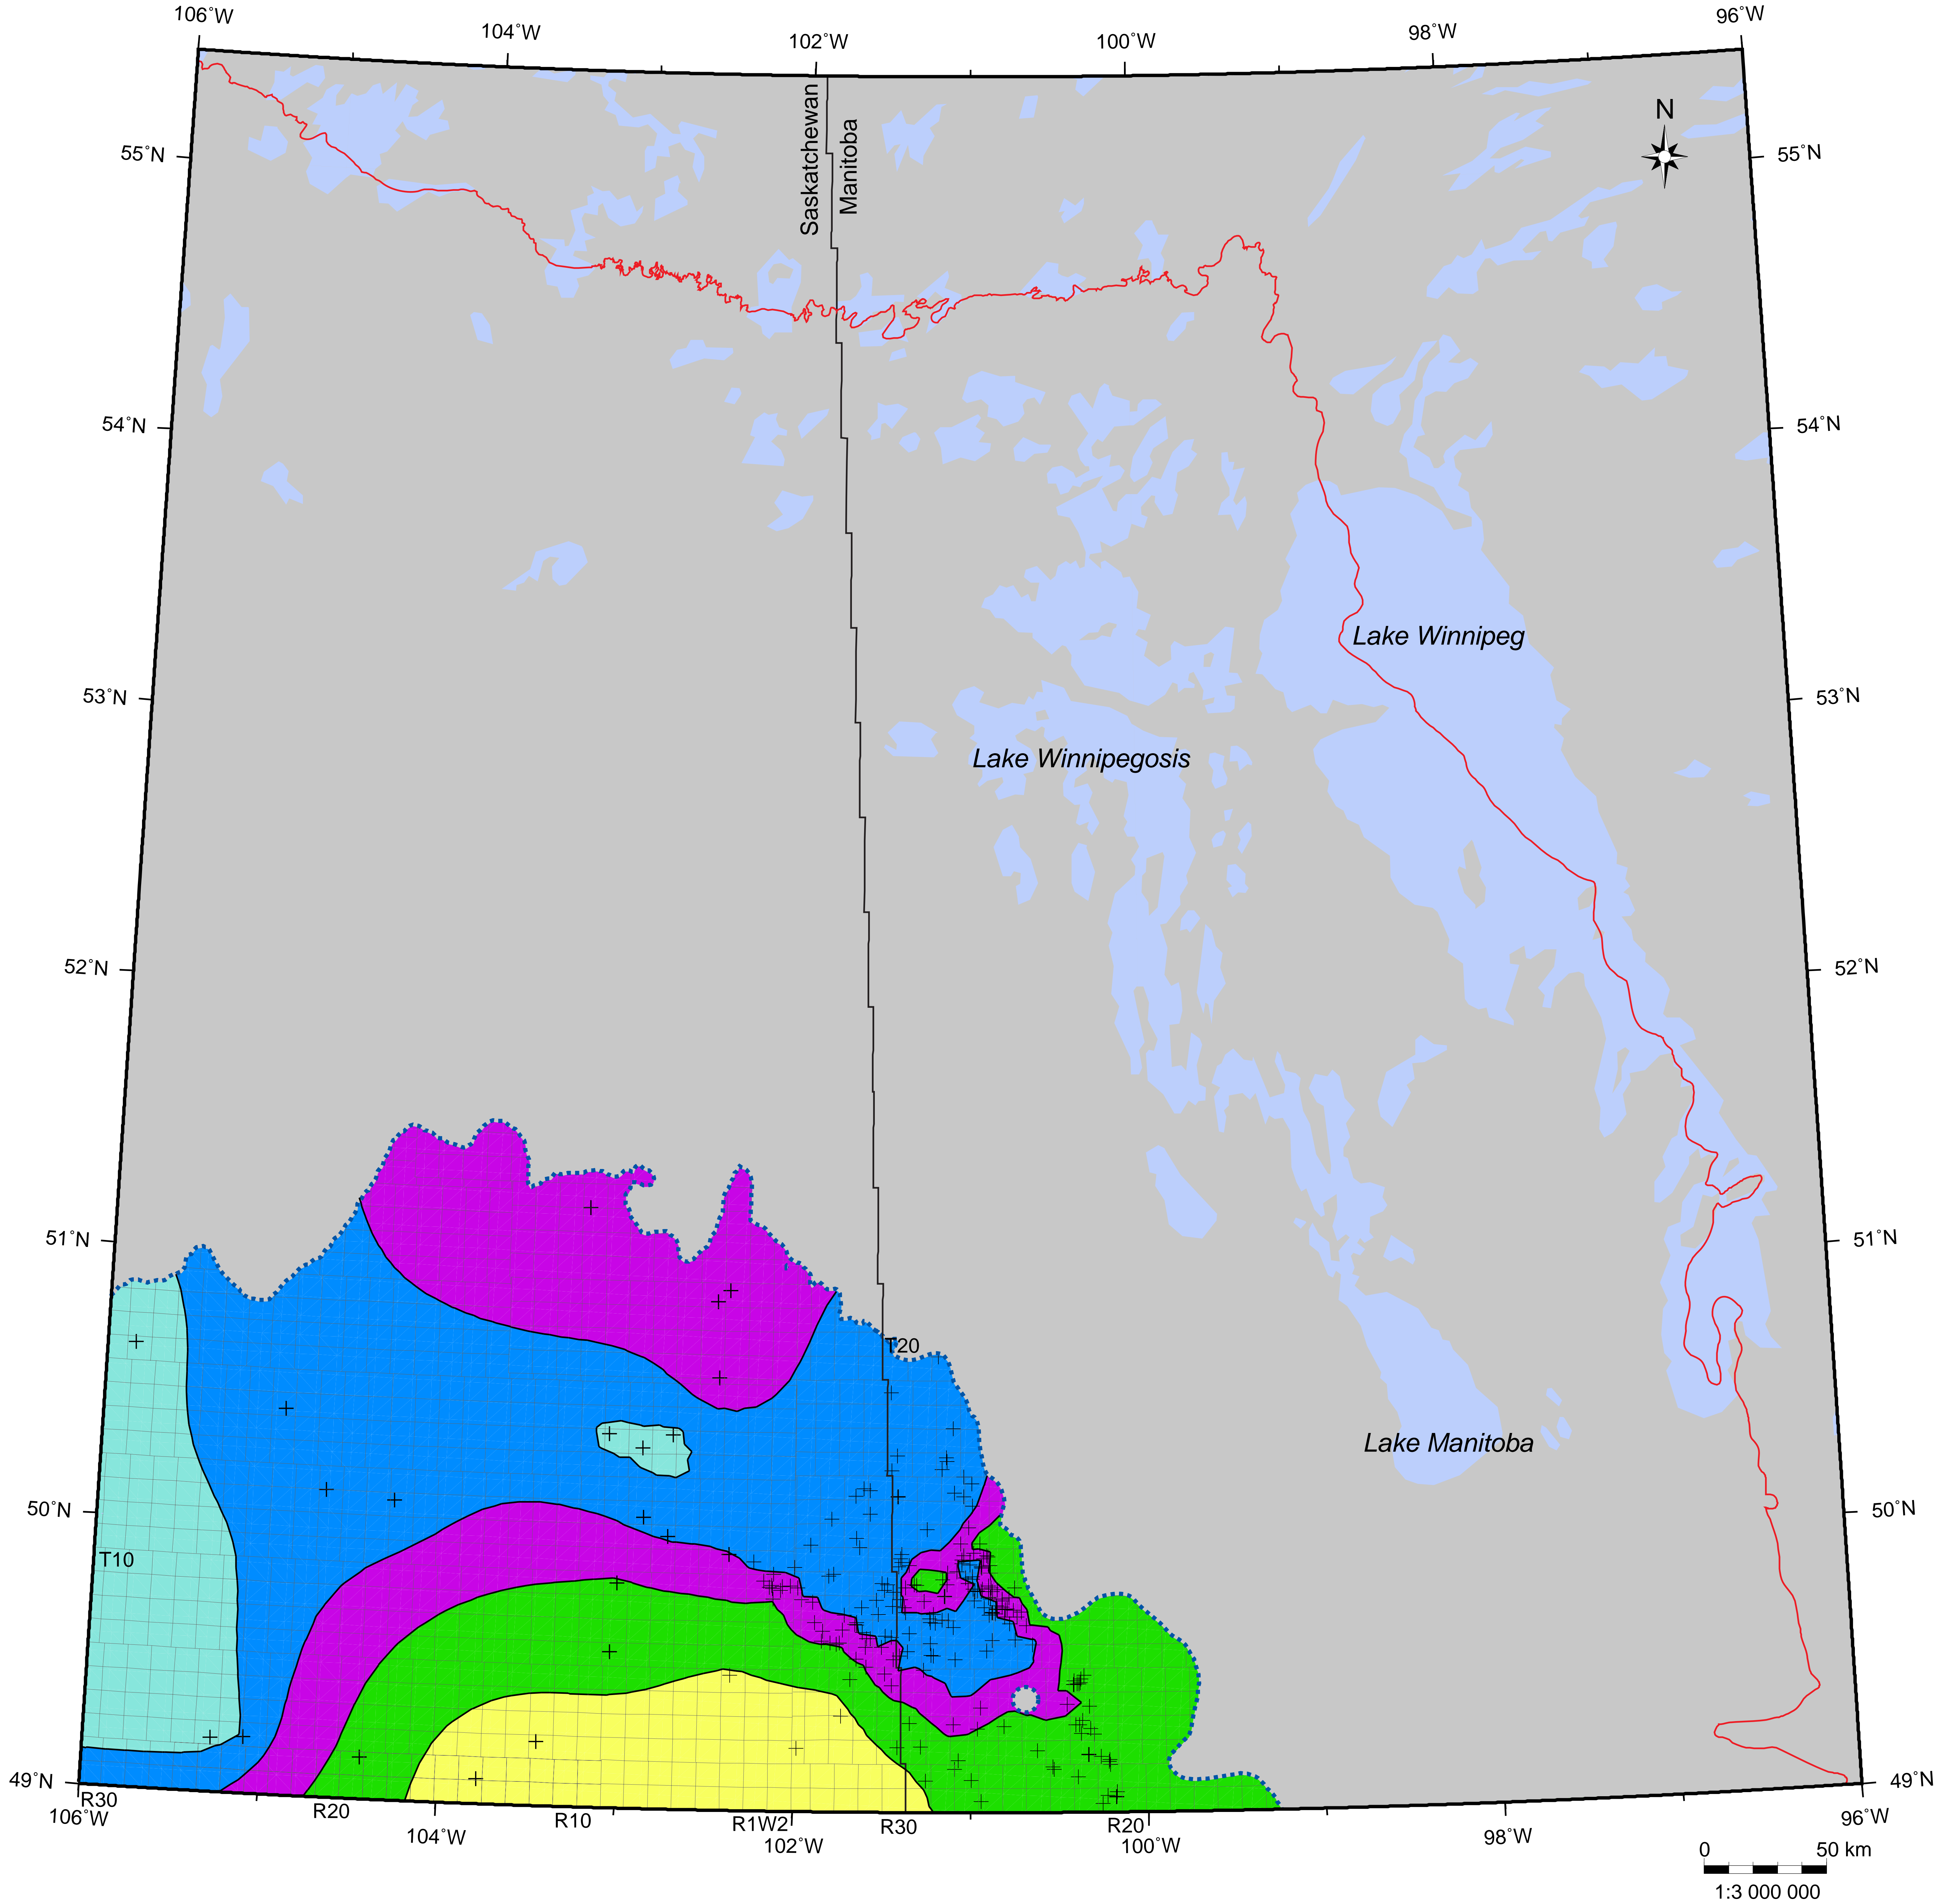 106°W
104°W
102°W
100°W
98°W
96°W
N
Saskatchewan
Manitoba
55°N
55°N
54°N
54°N
Lake Winnipeg
53°N
53°N
Lake Winnipegosis
52°N
52°N
51°N
51°N
T20
Lake Manitoba
50°N
50°N
T10
49°N
49°N
R30
R20
R10
R1W2
R30
R20
106°W
104°W
102°W
100°W
98°W
96°W
0 50 km
1:3 000 000